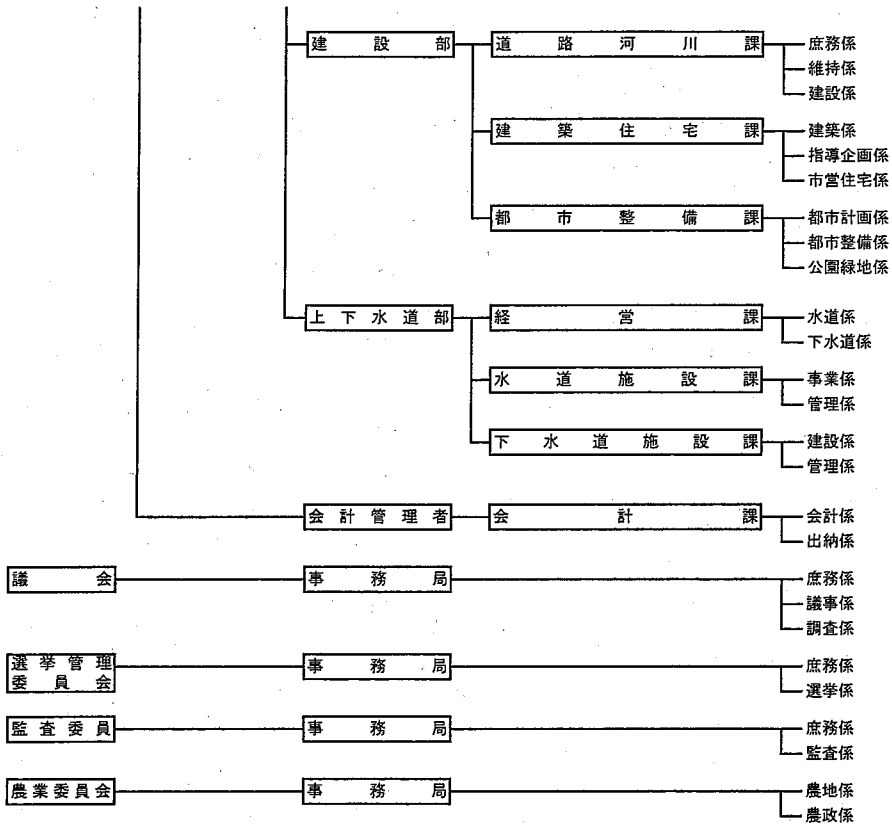 建設部 道路河川課 庶務係
維持係
建設係
建築住宅課 建築係
指導企画係
市営住宅係
都市整備課 都市計画係
都市整備係
公園緑地係
上下水道部 経営課 水道係
下水道係
水道施設課 事業係
管理係
下水道施設課 建設係
管理係
会計管理者 会計課 会計係
出納係
議会 事務局 庶務係
議事係
調査係
選挙管理
委員会 事務局 庶務係
選挙係
監査委員 事務局 庶務係
監査係
農業委員会 事務局 農地係
農政係